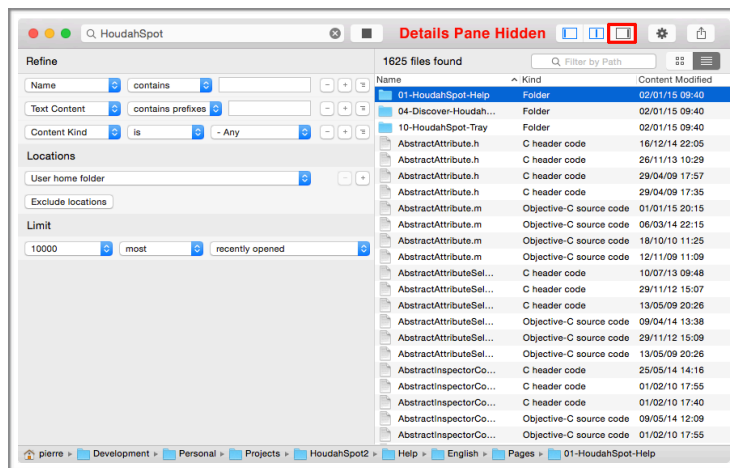 HoudahSpot
Details Pane Hidden
Refine
Name contains
Text Content contains prefixes
Content Kind is - Any
Locations
User home folder
Exclude locations
Limit
10000 most recently opened
1625 files found
Filter by Path
Name Kind Content Modified
01-HoudahSpot-Help Folder 02/01/15 09:40
04-Discover-Houdah... Folder 02/01/15 09:40
10-HoudahSpot-Tray Folder 02/01/15 09:40
AbstractAttribute.h C header code 16/12/14 22:05
AbstractAttribute.h C header code 26/11/13 10:29
AbstractAttribute.h C header code 29/04/09 17:57
AbstractAttribute.h C header code 29/04/09 17:35
AbstractAttribute.m Objective-C source code 01/01/15 20:15
AbstractAttribute.m Objective-C source code 06/03/14 22:15
AbstractAttribute.m Objective-C source code 18/10/10 11:25
AbstractAttribute.m Objective-C source code 12/11/09 11:09
AbstractAttributeSel... C header code 10/07/13 09:48
AbstractAttributeSel... C header code 29/11/12 15:07
AbstractAttributeSel... C header code 13/05/09 20:26
AbstractAttributeSel... Objective-C source code 09/04/14 13:38
AbstractAttributeSel... Objective-C source code 29/11/12 15:09
AbstractAttributeSel... Objective-C source code 13/05/09 20:26
AbstractInspectorCo... C header code 25/05/14 14:16
AbstractInspectorCo... C header code 01/02/10 17:55
AbstractInspectorCo... C header code 01/02/10 17:40
AbstractInspectorCo... Objective-C source code 09/05/14 12:09
AbstractInspectorCo... Objective-C source code 01/02/10 17:55
pierre Development Personal Projects HoudahSpot2 Help English Pages 01-HoudahSpot-Help